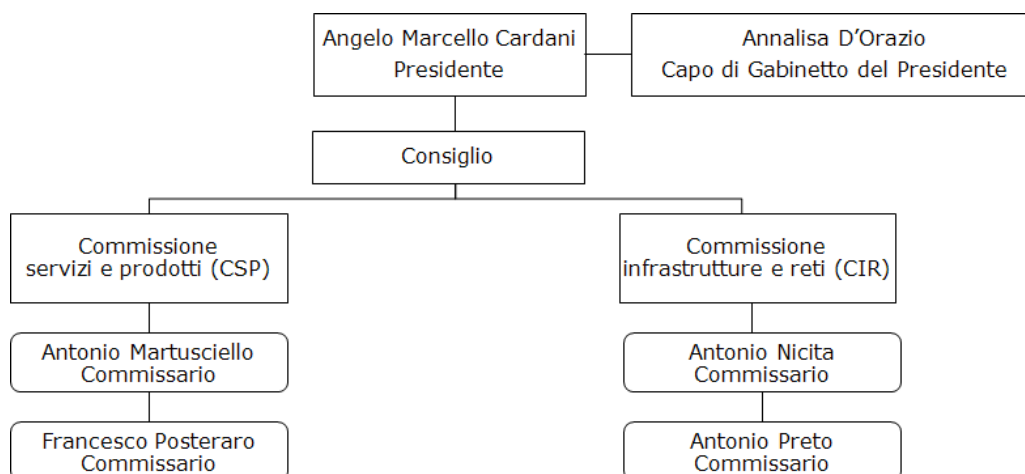 Angelo Marcello Cardani
Presidente
Annalisa D’Orazio
Capo di Gabinetto del Presidente
Consiglio
Commissione
servizi e prodotti (CSP)
Commissione
infrastrutture e reti (CIR)
Antonio Martusciello
Commissario
Antonio Nicita
Commissario
Francesco Posteraro
Commissario
Antonio Preto
Commissario